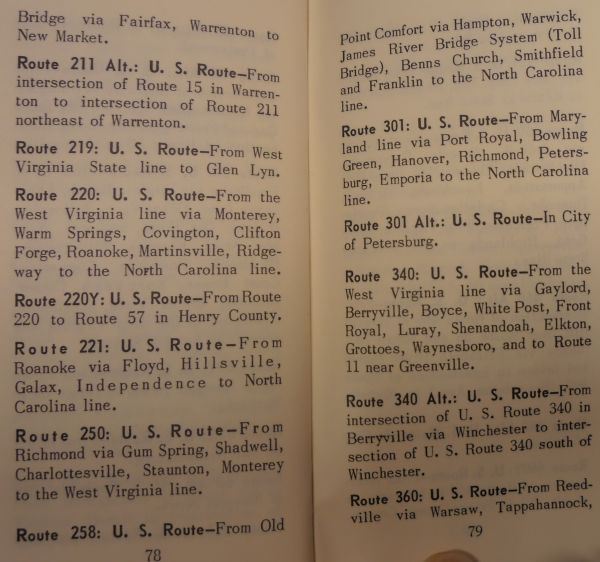 Bridge via Fairfax, Warrenton to
New Market.
Route 211 Alt.: U. S. Route—From
intersection of Route 15 in Warren-
ton to intersection of Route 211
northeast of Warrenton.
Route 219: U. S. Route—From West
Virginia State line to Glen Lyn.
Route 220: U. S. Route—From the
West Virginia line via Monterey,
Warm Springs, Covington, Clifton
Forge, Roanoke, Martinsville, Ridge-
way to the North Carolina line.
Route 220Y: U. S. Route—From Route
220 to Route 57 in Henry County.
Route 221: U. S. Route—From
Roanoke via Floyd, Hillsville,
Galax, Independence to North
Carolina line.
Route 250: U. S. Route—From
Richmond via Gum Spring, Shadwell,
Charlottesville, Staunton, Monterey
to the West Virginia line.
Route 258: U. S. Route—From Old
78
Point Comfort via Hampton, Warwick,
James River Bridge System (Toll
Bridge), Benns Church, Smithfield
and Franklin to the North Carolina
line.
Route 301: U. S. Route—From Mary-
land line via Port Royal, Bowling
Green, Hanover, Richmond, Peters-
burg, Emporia to the North Carolina
line.
Route 301 Alt.: U. S. Route—In City
of Petersburg.
Route 340: U. S. Route—From the
West Virginia line via Gaylord,
Berryville, Boyce, White Post, Front
Royal, Luray, Shenandoah, Elkton,
Grottoes, Waynesboro, and to Route
11 near Greenville.
Route 340 Alt.: U. S. Route—From
intersection of U. S. Route 340 in
Berryville via Winchester to inter-
section of U. S. Route 340 south of
Winchester.
Route 360: U. S. Route—From Reed-
ville via Warsaw, Tappahannock,
79